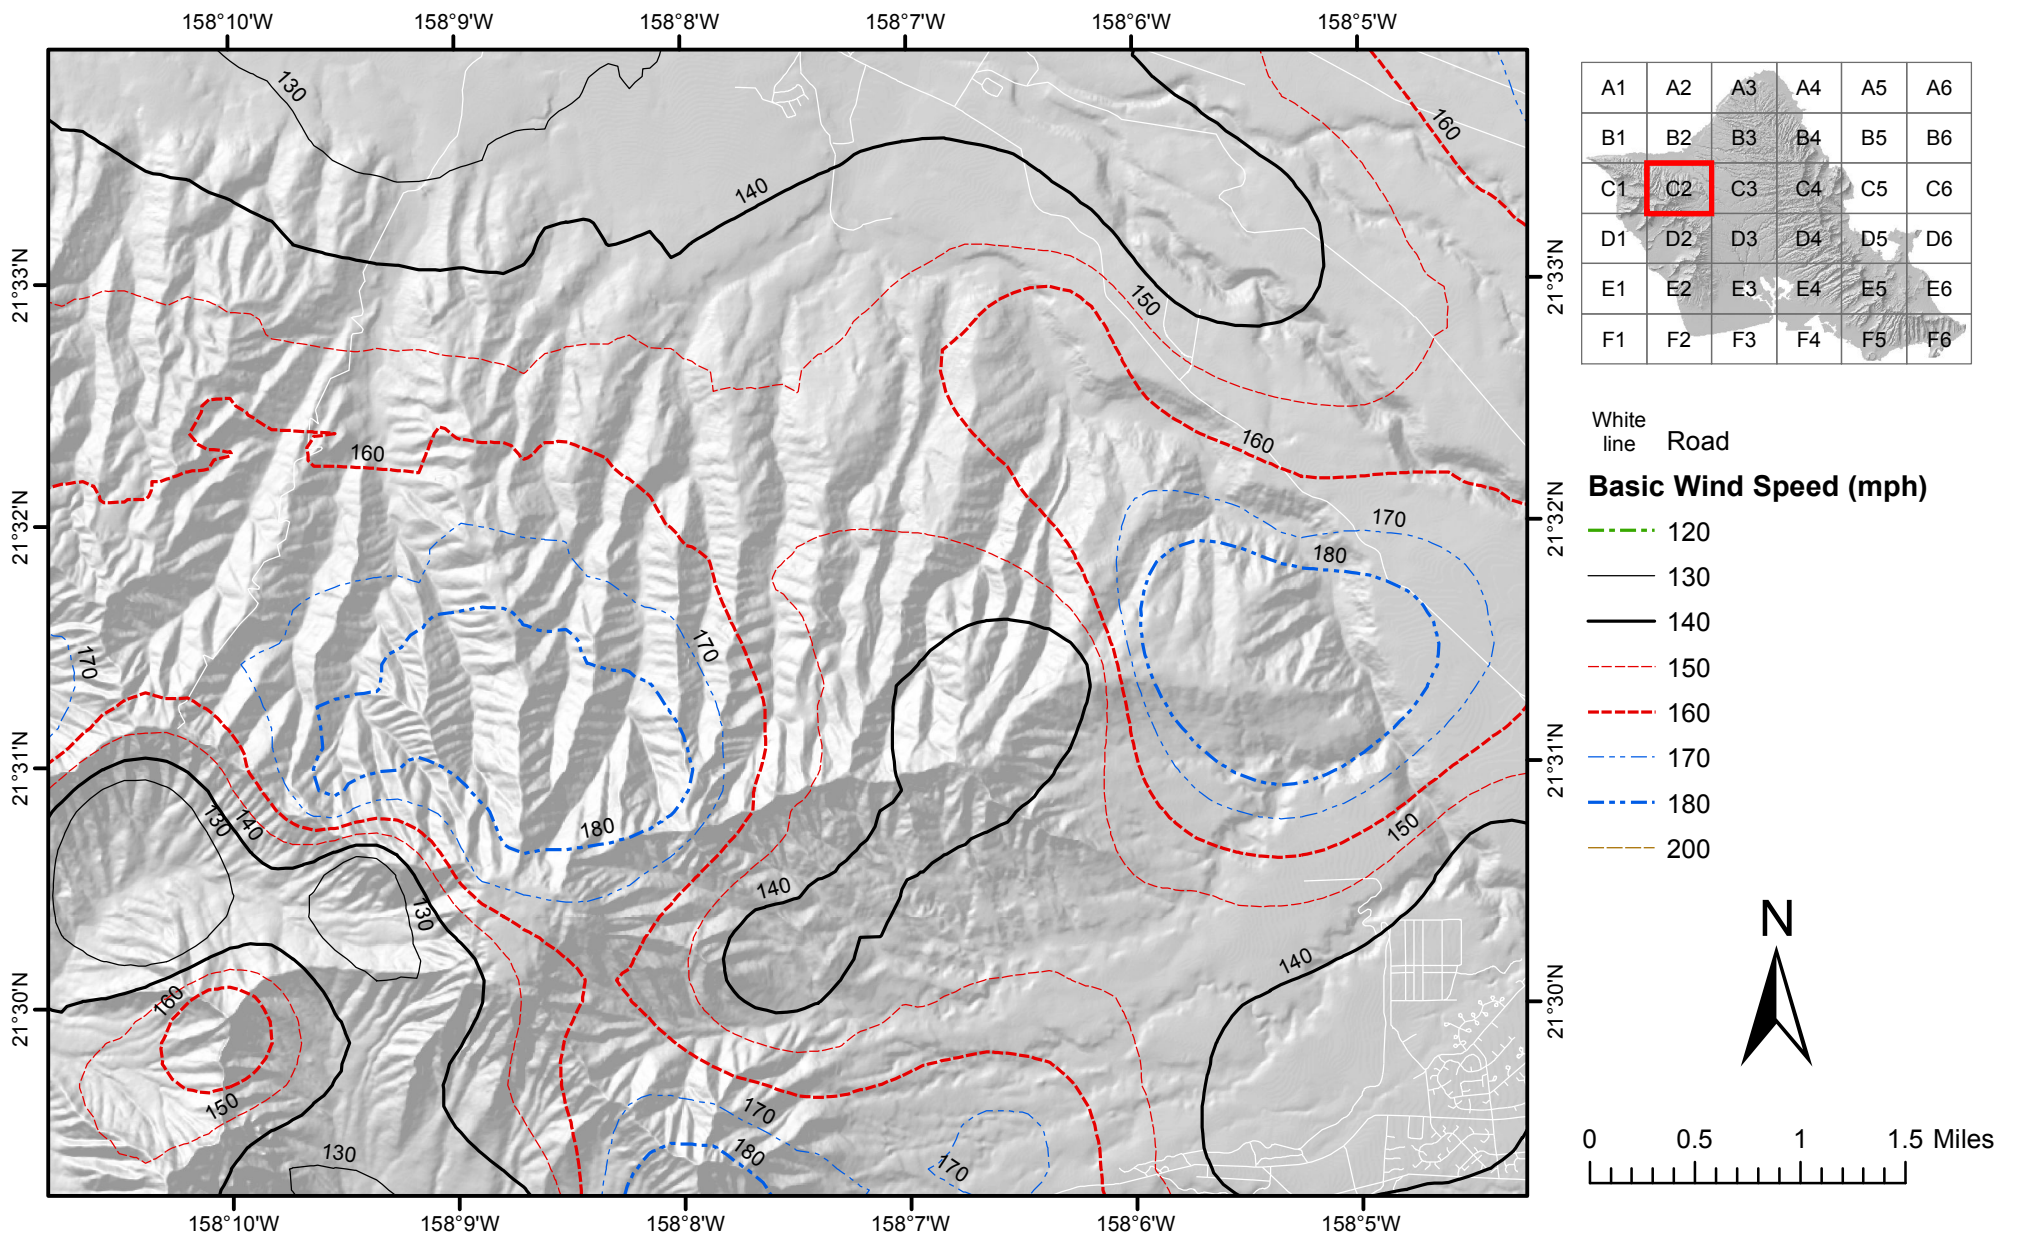 158°10'W 158°9'W 158°8'W 158°7'W 158°6'W 158°5'W
130
160
140
21°33'N
21°33'N
150
160
160
21°32'N
21°32'N
170
180
170
170
21°31'N
21°31'N
130
140
180
150
140
130
140
160
21°30'N
21°30'N
150
170
180
130
170
158°10'W 158°9'W 158°8'W 158°7'W 158°6'W 158°5'W
A1 A2 A3 A4 A5 A6
B1 B2 B3 B4 B5 B6
C1 C2 C3 C4 C5 C6
D1 D2 D3 D4 D5 D6
E1 E2 E3 E4 E5 E6
F1 F2 F3 F4 F5 F6
White
line Road
Basic Wind Speed (mph)
120
130
140
150
160
170
180
200
N
0 0.5 1 1.5 Miles